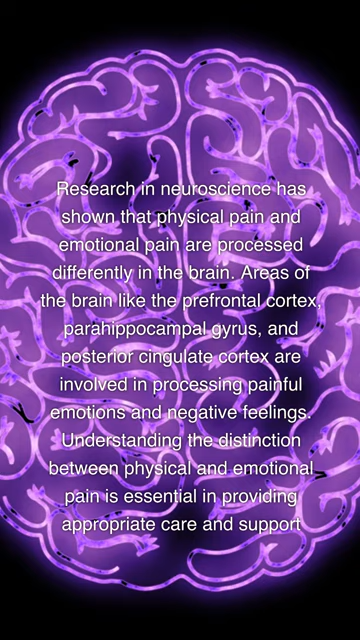 Research in neuroscience has
shown that physical pain and
emotional pain are processed
differently in the brain. Areas of
the brain like the prefrontal cortex,
parahippocampal gyrus, and
posterior cingulate cortex are
involved in processing painful
emotions and negative feelings.
Understanding the distinction
between physical and emotional
pain is essential in providing
appropriate care and support